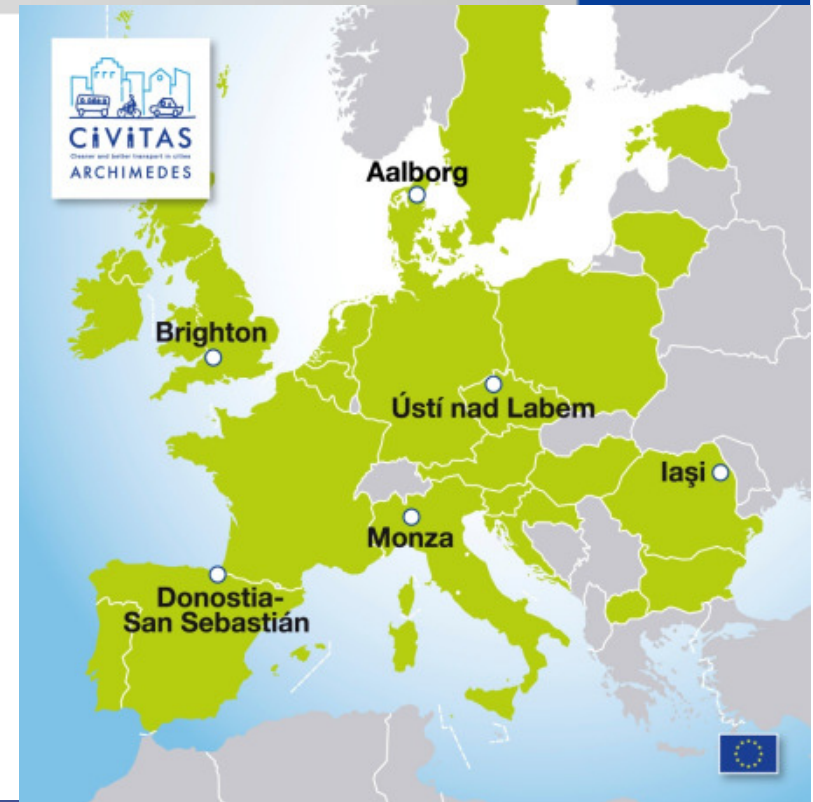 CiViTAS
Cleaner and better transport in cities
ARCHIMEDES
Aalborg
Brighton
Ústí nad Labem
Iaşi
Monza
Donostia-
San Sebastián